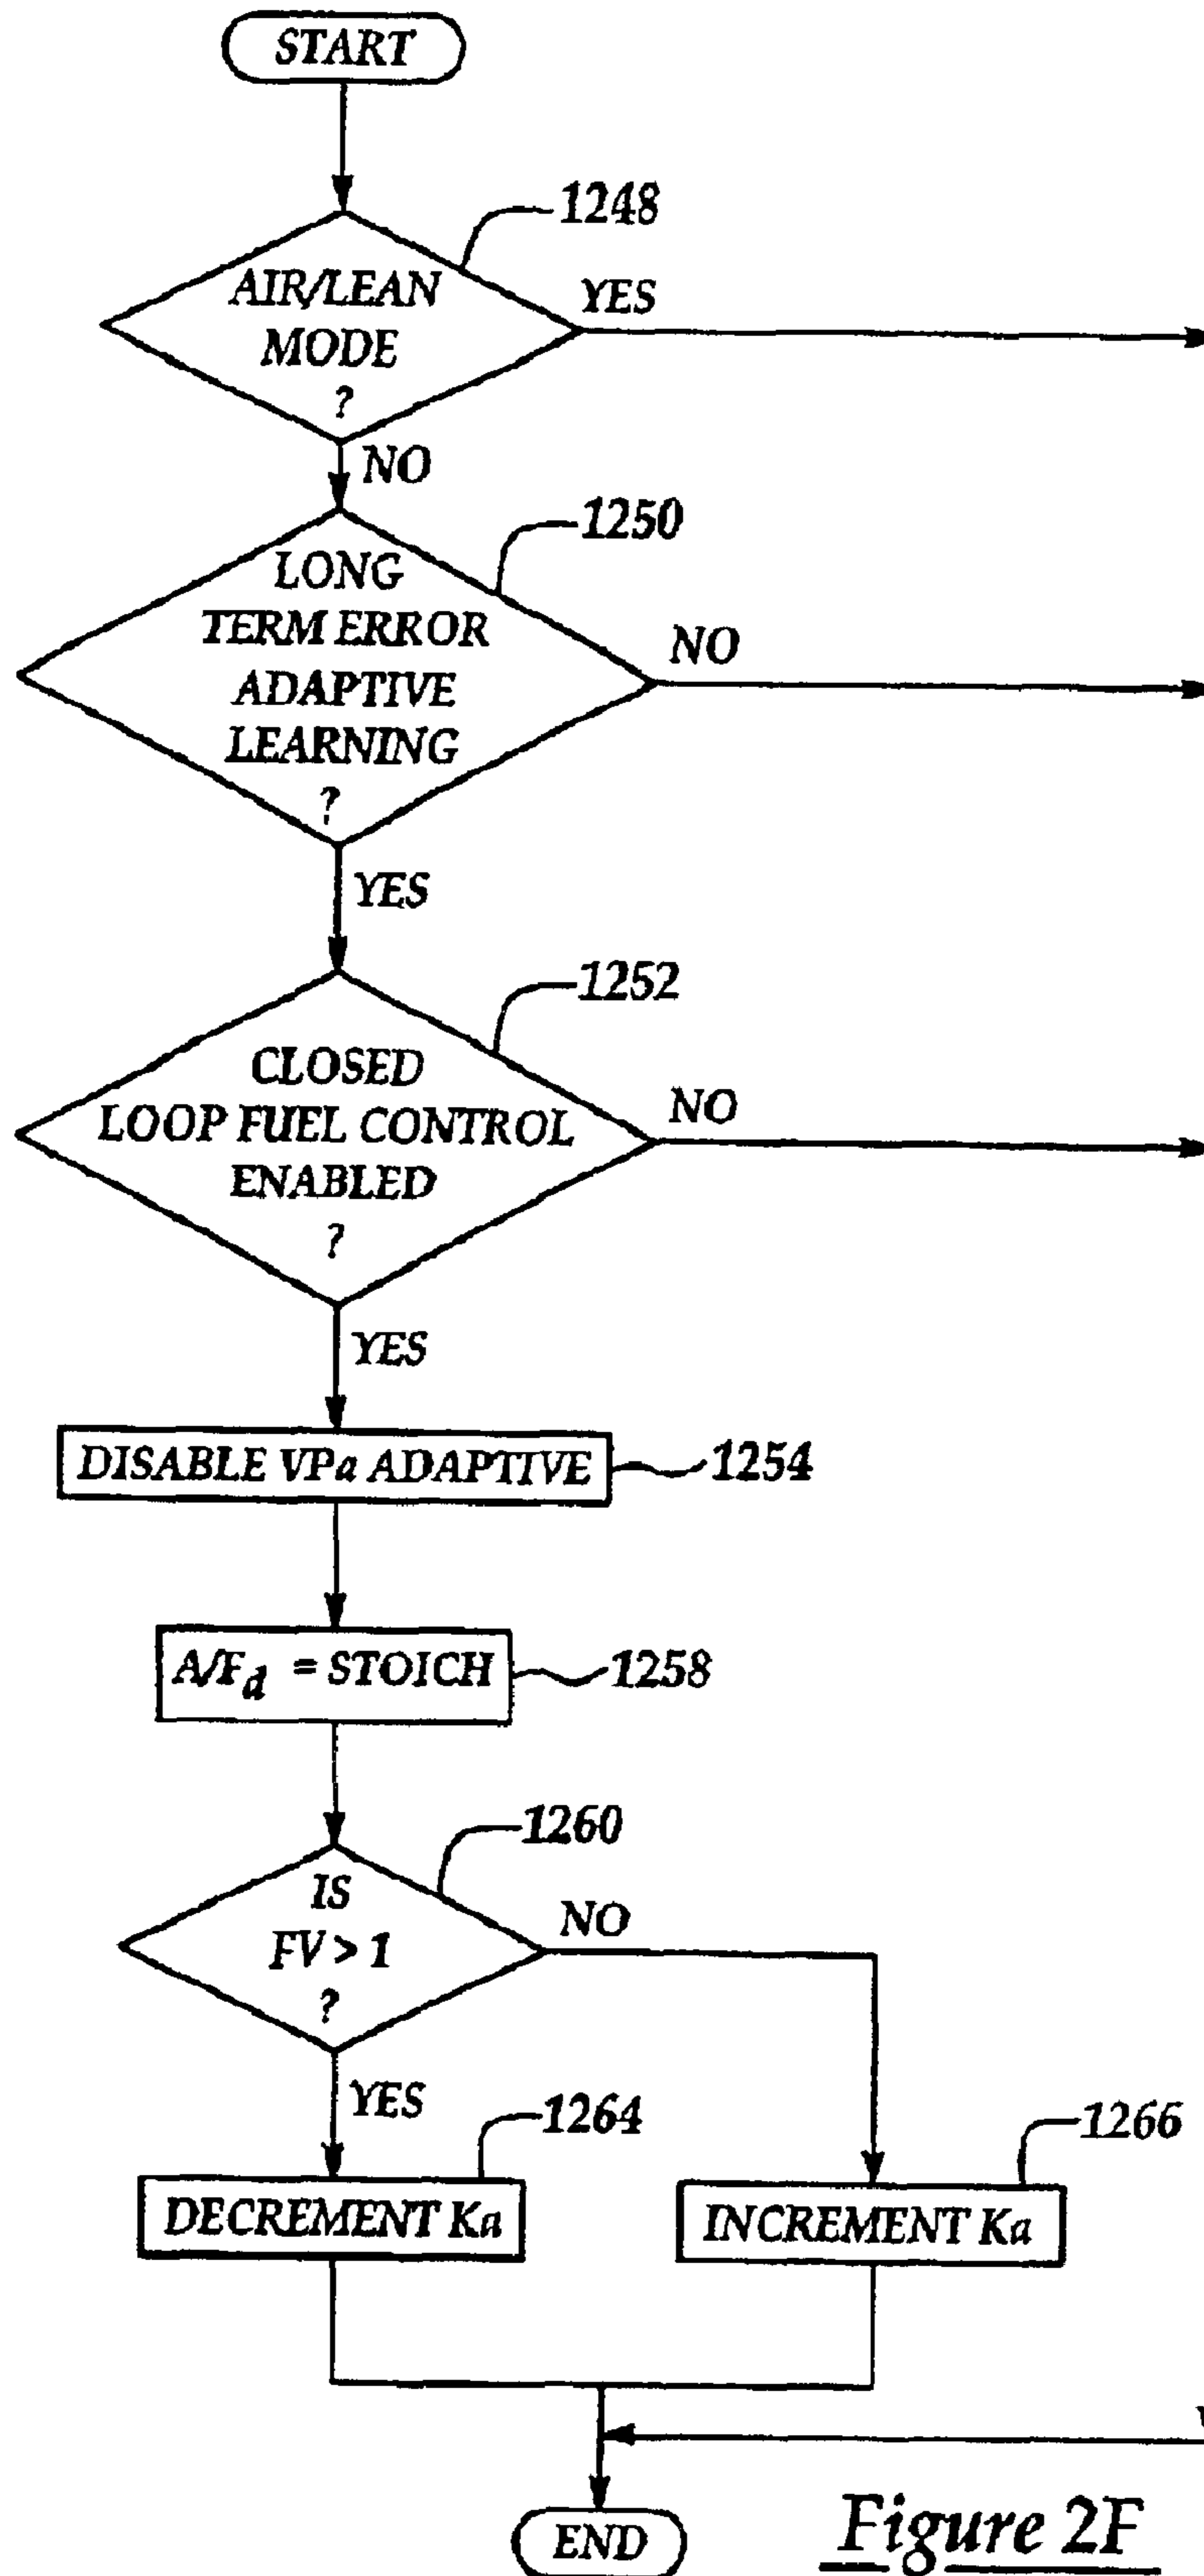 START
1248
AIR/LEAN
MODE
?
YES
NO
1250
LONG
TERM ERROR
ADAPTIVE
LEARNING
?
NO
YES
1252
CLOSED
LOOP FUEL CONTROL
ENABLED
?
NO
YES
DISABLE VPa ADAPTIVE
1254
A/Fd = STOICH
1258
1260
IS
FV > 1
?
NO
YES
1264
1266
DECREMENT Ka
INCREMENT Ka
END
Figure 2F